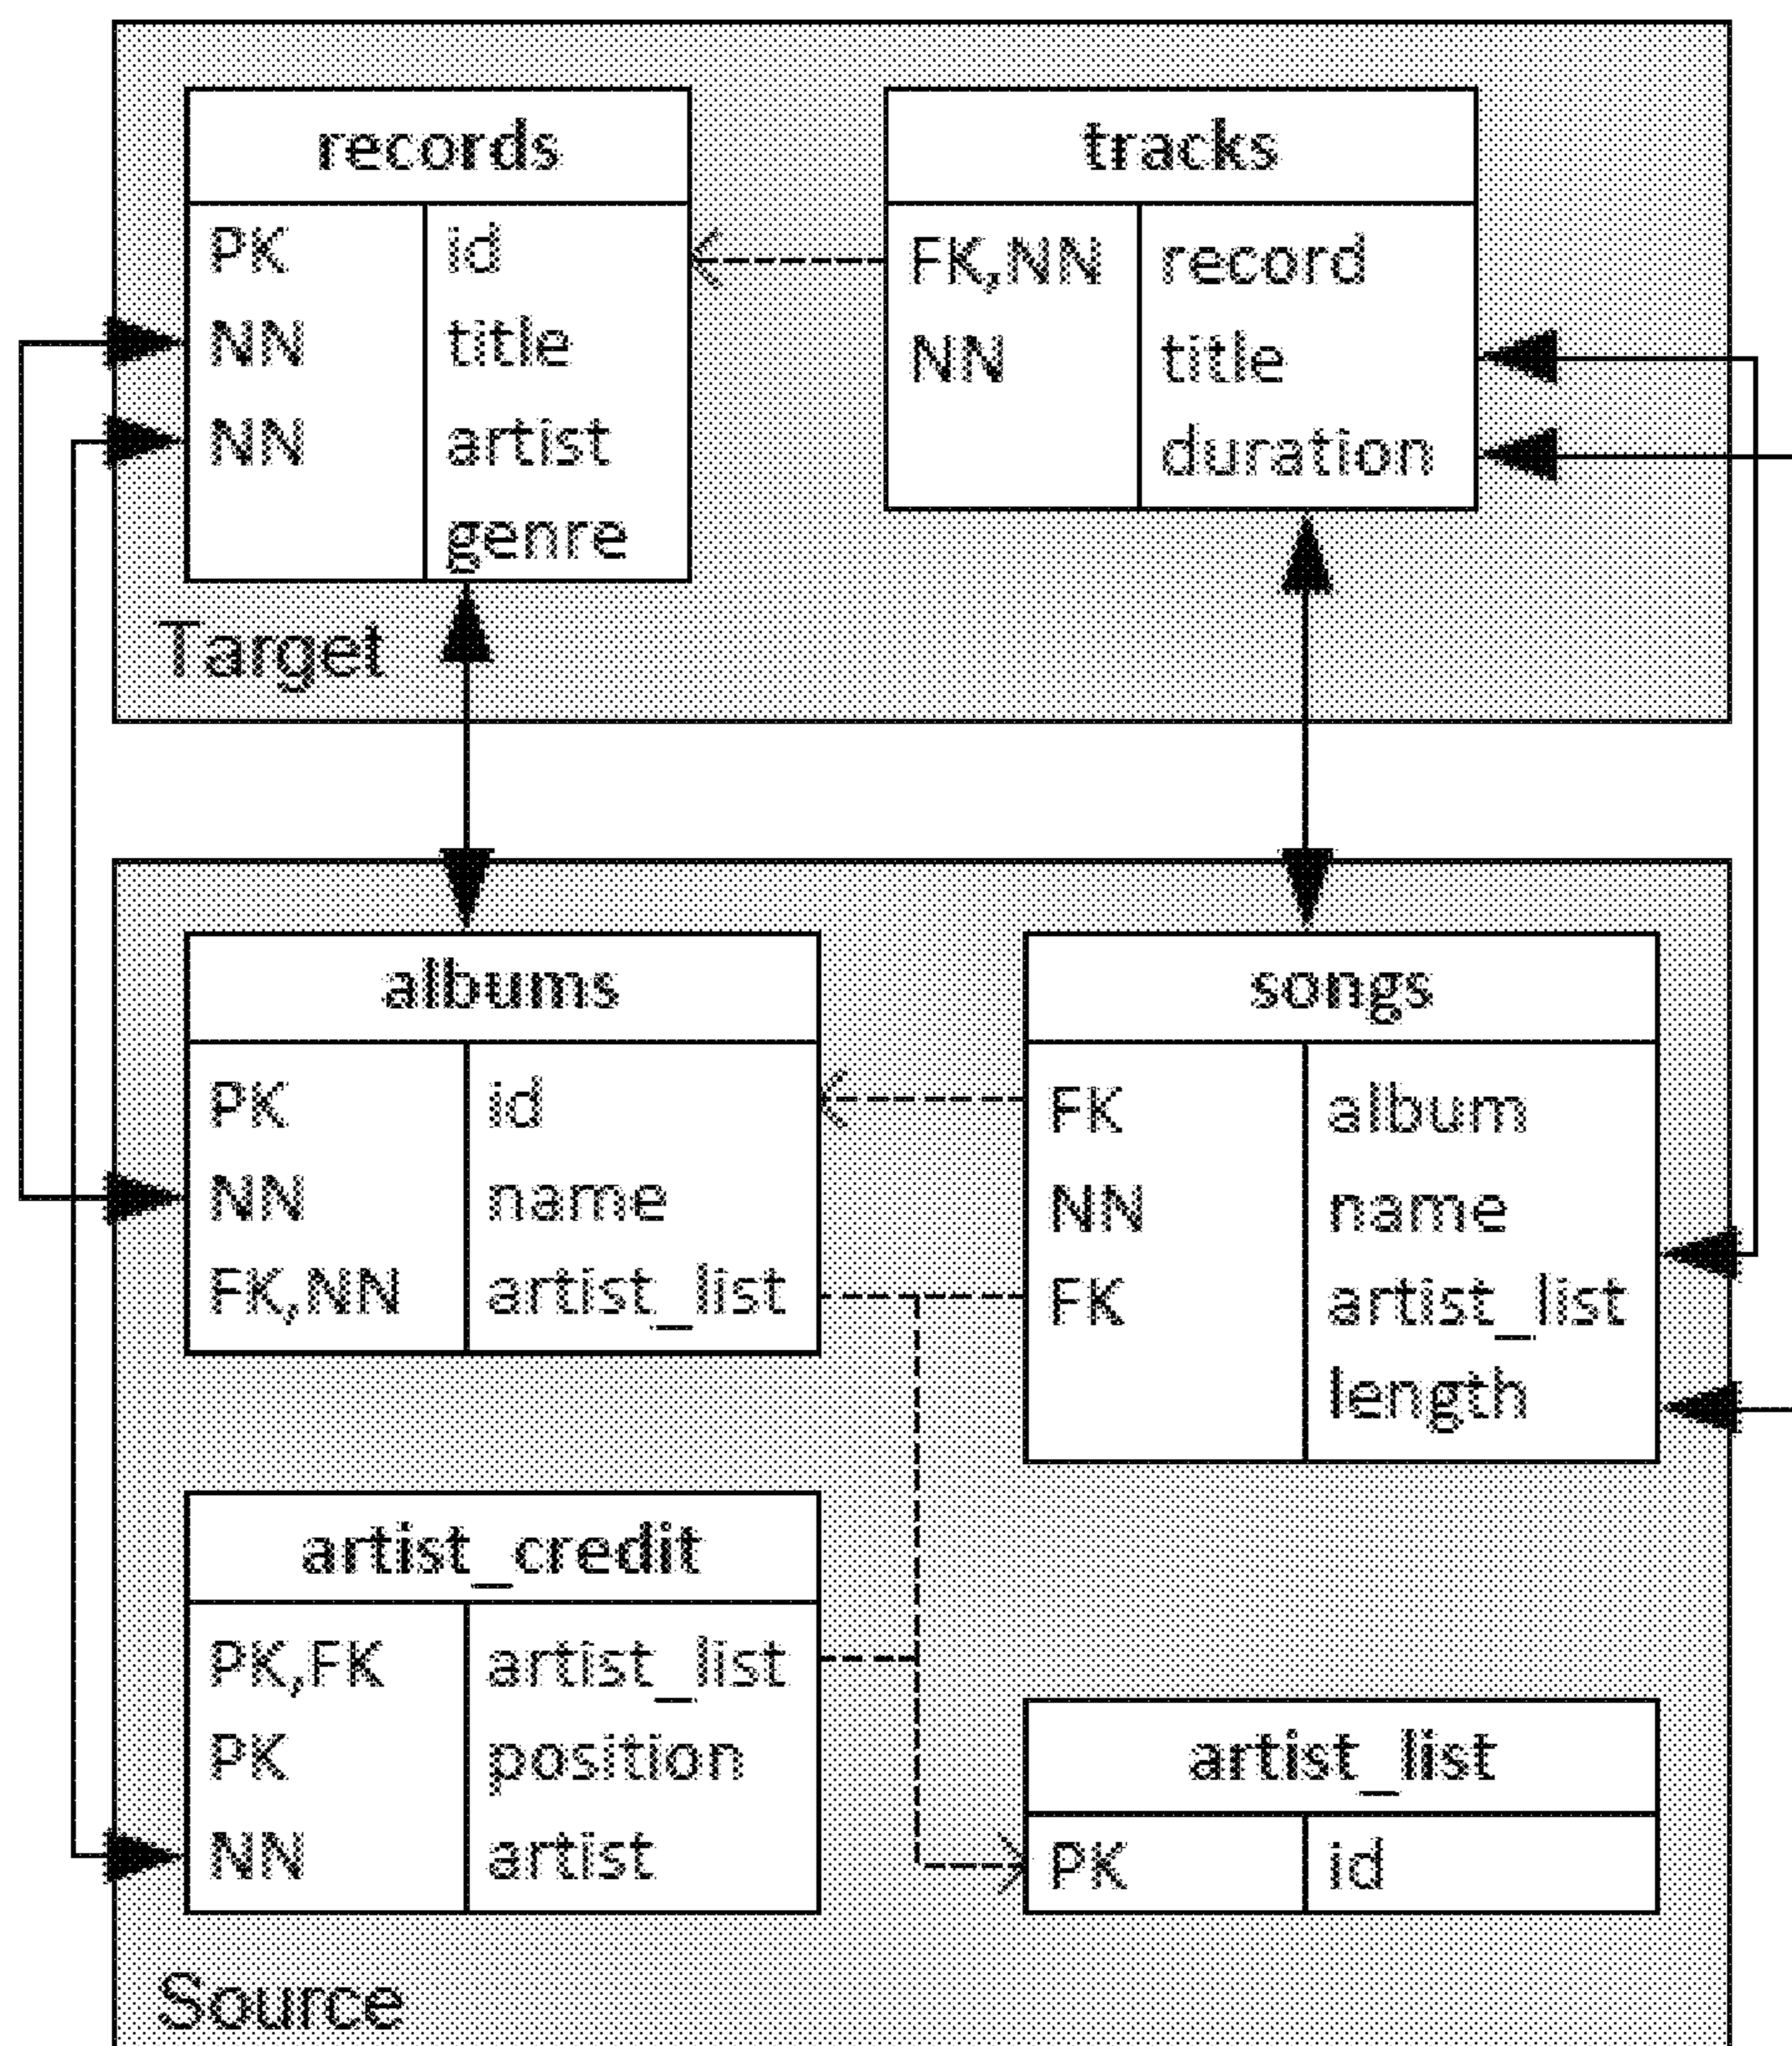 records
PK id
NN title
NN artist
genre
tracks
FK,NN record
NN title
duration
Target
albums
PK id
NN name
FK,NN artist_list
songs
FK album
NN name
FK artist_list
length
artist_credit
PK,FK artist_list
PK position
NN artist
artist_list
PK id
Source